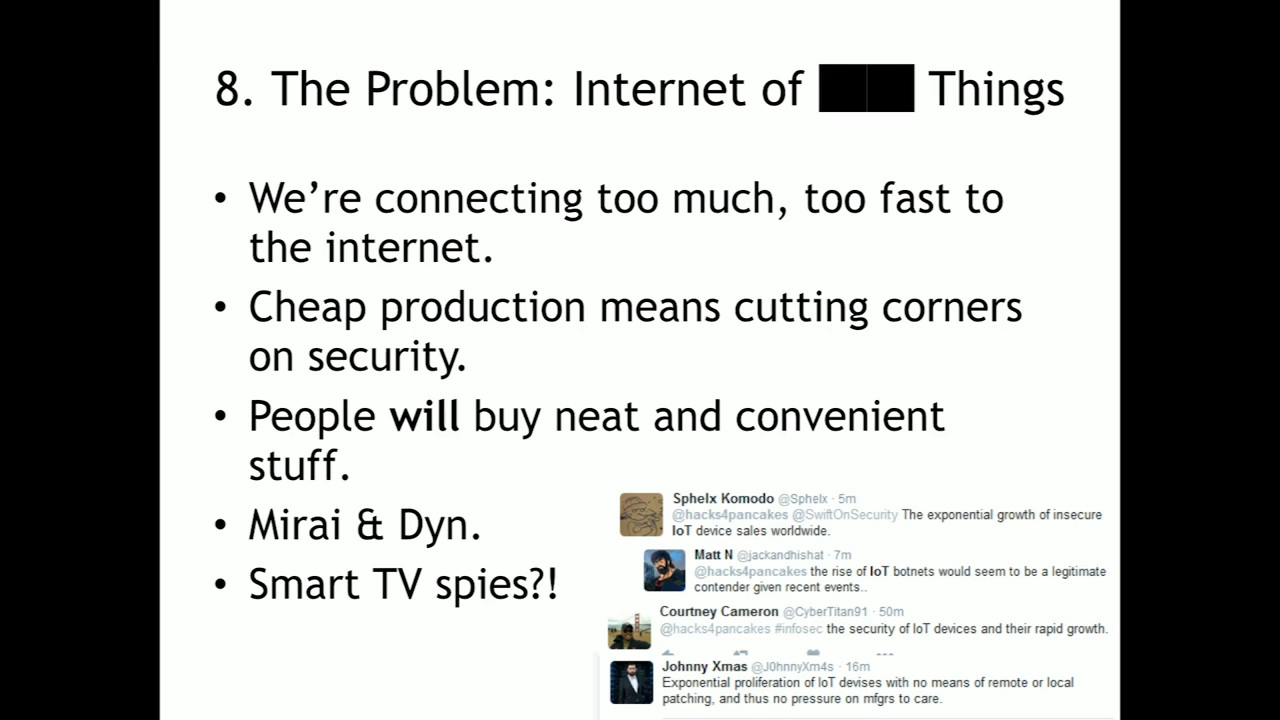 8. The Problem: Internet of ██ Things
• We're connecting too much, too fast to
the internet.
• Cheap production means cutting corners
on security.
• People will buy neat and convenient
stuff.
• Mirai & Dyn.
• Smart TV spies?!
Sphelx Komodo @Sphelx · 5m
@hacks4pancakes @SwiftOnSecurity The exponential growth of insecure
IoT device sales worldwide.
Matt N @jackandhishat · 7m
@hacks4pancakes the rise of IoT botnets would seem to be a legitimate
contender given recent events..
Courtney Cameron @CyberTitan91 · 50m
@hacks4pancakes #infosec the security of IoT devices and their rapid growth.
Johnny Xmas @J0hnnyXm4s · 16m
Exponential proliferation of IoT devises with no means of remote or local
patching, and thus no pressure on mfgrs to care.